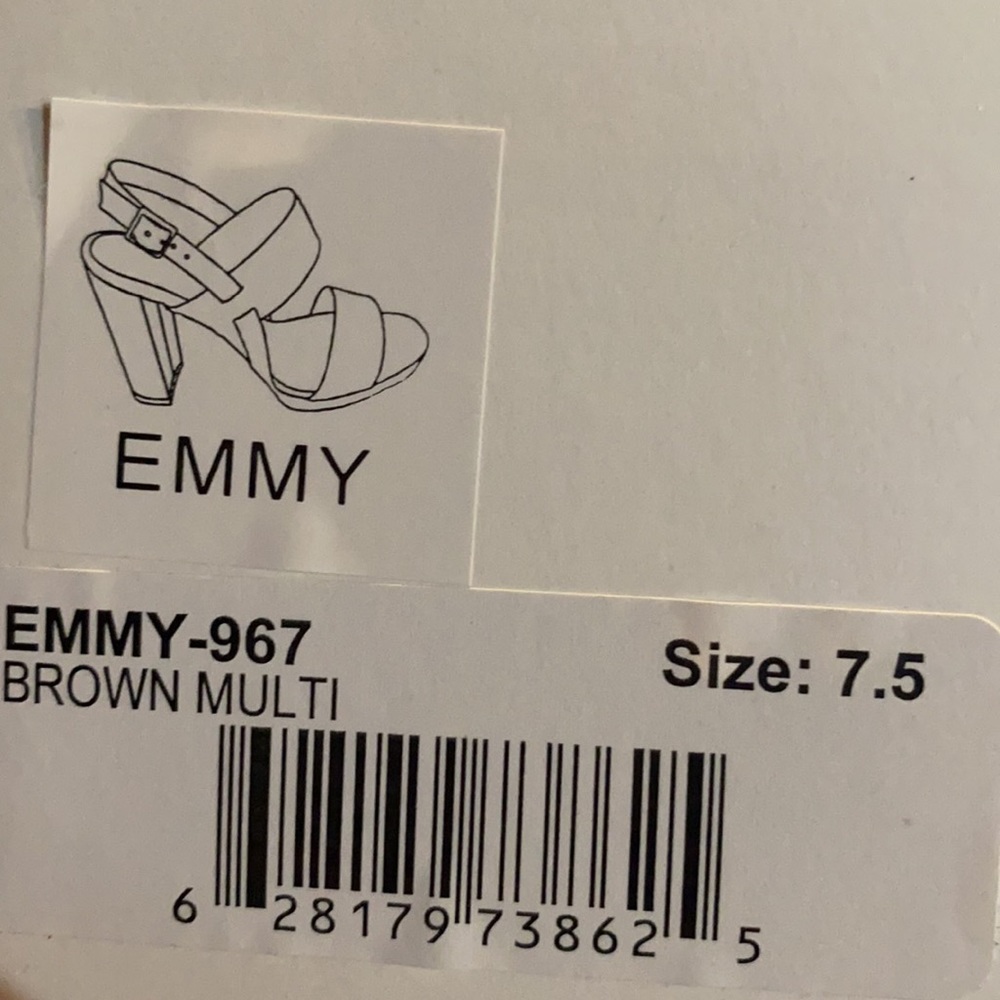 EMMY
EMMY-967
BROWN MULTI
Size: 7.5
6 28179 73862 5